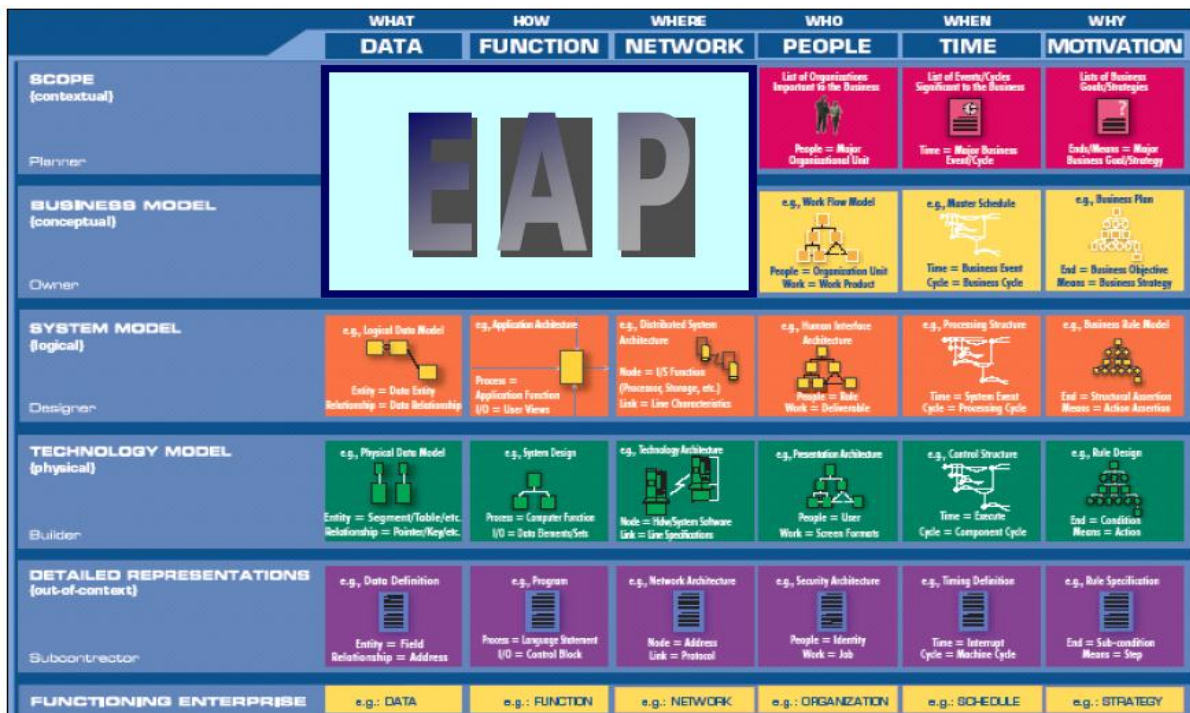 WHAT HOW WHERE WHO WHEN WHY
DATA FUNCTION NETWORK PEOPLE TIME MOTIVATION
SCOPE
{contextual}
Planner
EAP
List of Organizations
Important to the Business
People = Major
Organizational Unit
List of Events/Cycles
Significant to the Business
Time = Major Business
Event/Cycle
Lists of Business
Goals/Strategies
?
Ends/Means = Major
Business Goal/Strategy
BUSINESS MODEL
{conceptual}
Owner
e.g., Work Flow Model
People = Organization Unit
Work = Work Product
e.g., Master Schedule
Time = Business Event
Cycle = Business Cycle
e.g., Business Plan
End = Business Objective
Means = Business Strategy
SYSTEM MODEL
{logical}
Designer
e.g., Logical Data Model
Entity = Data Entity
Relationship = Data Relationship
e.g., Application Architecture
Process =
Application Function
I/O = User Views
e.g., Distributed System
Architecture
Node = I/S Function
(Processor, Storage, etc.)
Link = Line Characteristics
e.g., Human Interface
Architecture
People = Role
Work = Deliverable
e.g., Processing Structure
Time = System Event
Cycle = Processing Cycle
e.g., Business Rule Model
End = Structural Assertion
Means = Action Assertion
TECHNOLOGY MODEL
{physical}
Builder
e.g., Physical Data Model
Entity = Segment/Table/etc.
Relationship = Pointer/Key/etc.
e.g., System Design
Process = Computer Function
I/O = Data Elements/Sets
e.g., Technology Architecture
Node = Hdw/System Software
Link = Line Specifications
e.g., Presentation Architecture
People = User
Work = Screen Formats
e.g., Control Structure
Time = Execute
Cycle = Component Cycle
e.g., Rule Design
End = Condition
Means = Action
DETAILED REPRESENTATIONS
{out-of-context}
Subcontractor
e.g., Data Definition
Entity = Field
Relationship = Address
e.g., Program
Process = Language Statement
I/O = Control Block
e.g., Network Architecture
Node = Address
Link = Protocol
e.g., Security Architecture
People = Identity
Work = Job
e.g., Timing Definition
Time = Interrupt
Cycle = Machine Cycle
e.g., Rule Specification
End = Sub-condition
Means = Step
FUNCTIONING ENTERPRISE
e.g.: DATA
e.g.: FUNCTION
e.g.: NETWORK
e.g.: ORGANIZATION
e.g.: SCHEDULE
e.g.: STRATEGY